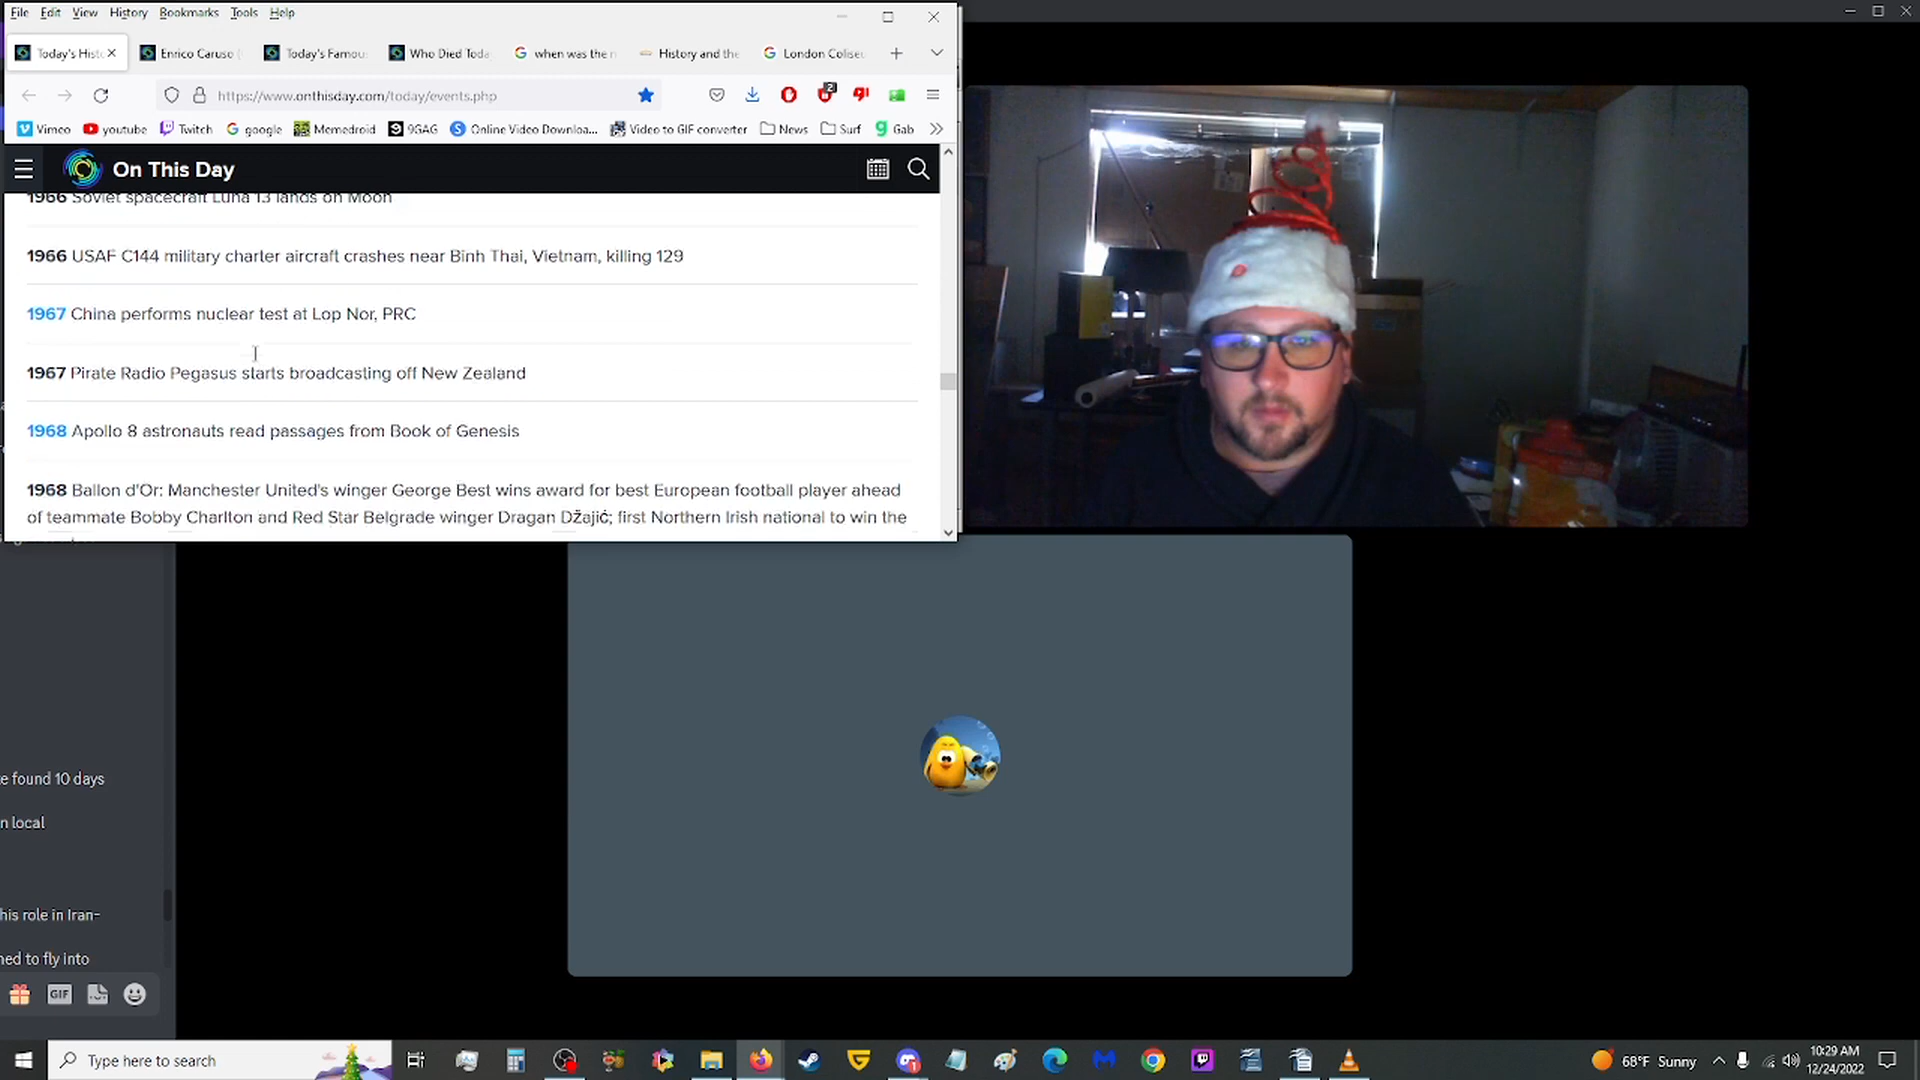 File Edit View History Bookmarks Tools Help
Today's Hist
Enrico Caruso (
Today's Famou
Who Died Toda
when was the n
History and the
London Coliseu
https://www.onthisday.com/today/events.php
2
Vimeo youtube Twitch google Memedroid 9GAG Online Video Downloa... Video to GIF converter News Surf Gab
On This Day
1966 Soviet spacecraft Luna 13 lands on Moon
1966 USAF C144 military charter aircraft crashes near Binh Thai, Vietnam, killing 129
1967 China performs nuclear test at Lop Nor, PRC
1967 Pirate Radio Pegasus starts broadcasting off New Zealand
1968 Apollo 8 astronauts read passages from Book of Genesis
1968 Ballon d'Or: Manchester United's winger George Best wins award for best European football player ahead
of teammate Bobby Charlton and Red Star Belgrade winger Dragan Džajić; first Northern Irish national to win the
e found 10 days
n local
his role in Iran-
ned to fly into
GIF
Type here to search
68°F Sunny
10:29 AM
12/24/2022